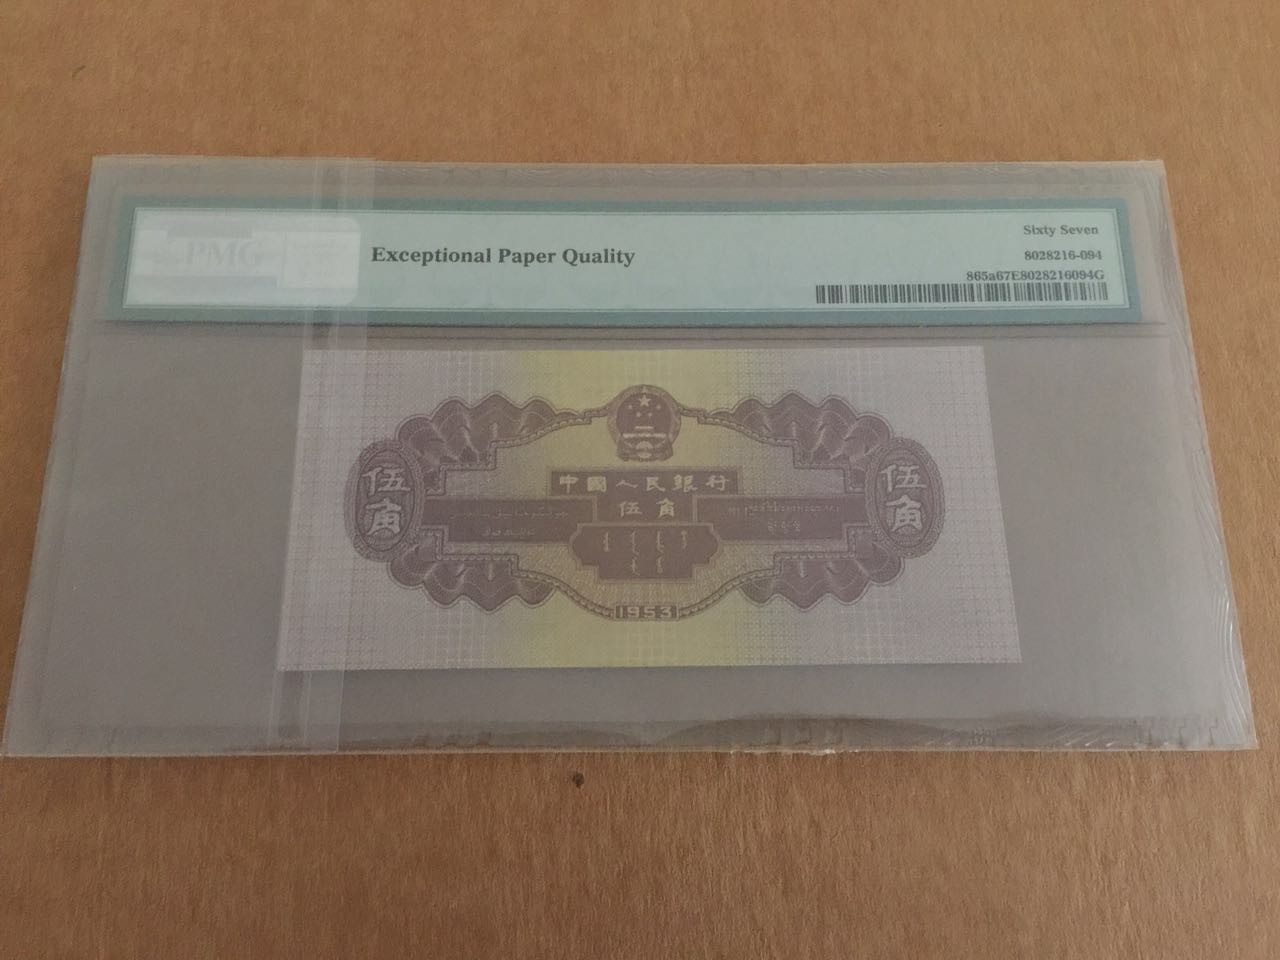 PMG
Exceptional Paper Quality
Sixty Seven
8028216-094
865a67E8028216094G
中國人民銀行
伍角
伍角
伍角
1953